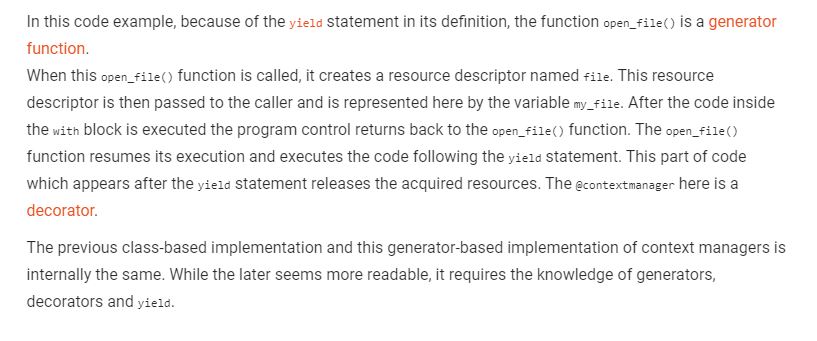 In this code example, because of the yield statement in its definition, the function open_file() is a generator
function.
When this open_file() function is called, it creates a resource descriptor named file. This resource
descriptor is then passed to the caller and is represented here by the variable my_file. After the code inside
the with block is executed the program control returns back to the open_file() function. The open_file()
function resumes its execution and executes the code following the yield statement. This part of code
which appears after the yield statement releases the acquired resources. The @contextmanager here is a
decorator.
The previous class-based implementation and this generator-based implementation of context managers is
internally the same. While the later seems more readable, it requires the knowledge of generators,
decorators and yield.